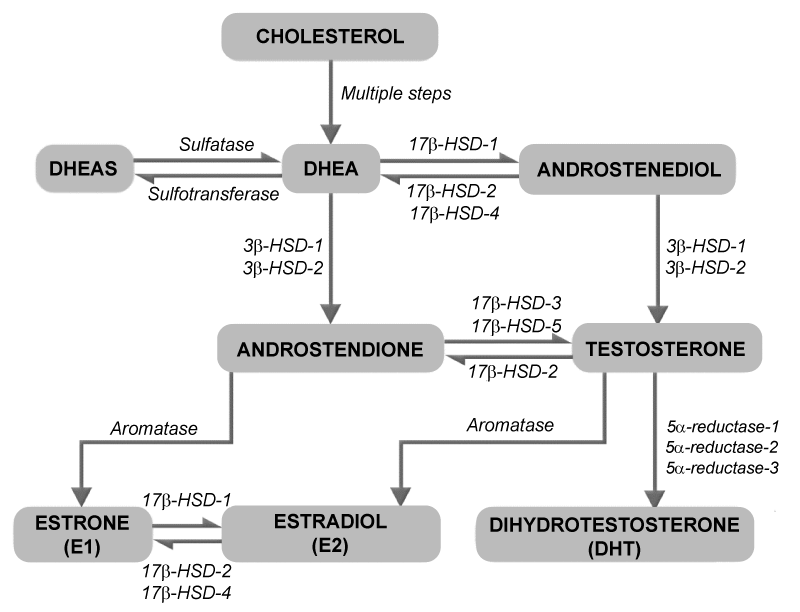 CHOLESTEROL
Multiple steps
Sulfatase
17β-HSD-1
DHEAS
DHEA
ANDROSTENEDIOL
Sulfotransferase
17β-HSD-2
17β-HSD-4
3β-HSD-1
3β-HSD-2
3β-HSD-1
3β-HSD-2
17β-HSD-3
17β-HSD-5
ANDROSTENDIONE
TESTOSTERONE
17β-HSD-2
Aromatase
Aromatase
5α-reductase-1
5α-reductase-2
5α-reductase-3
17β-HSD-1
ESTRONE
(E1)
ESTRADIOL
(E2)
DIHYDROTESTOSTERONE
(DHT)
17β-HSD-2
17β-HSD-4